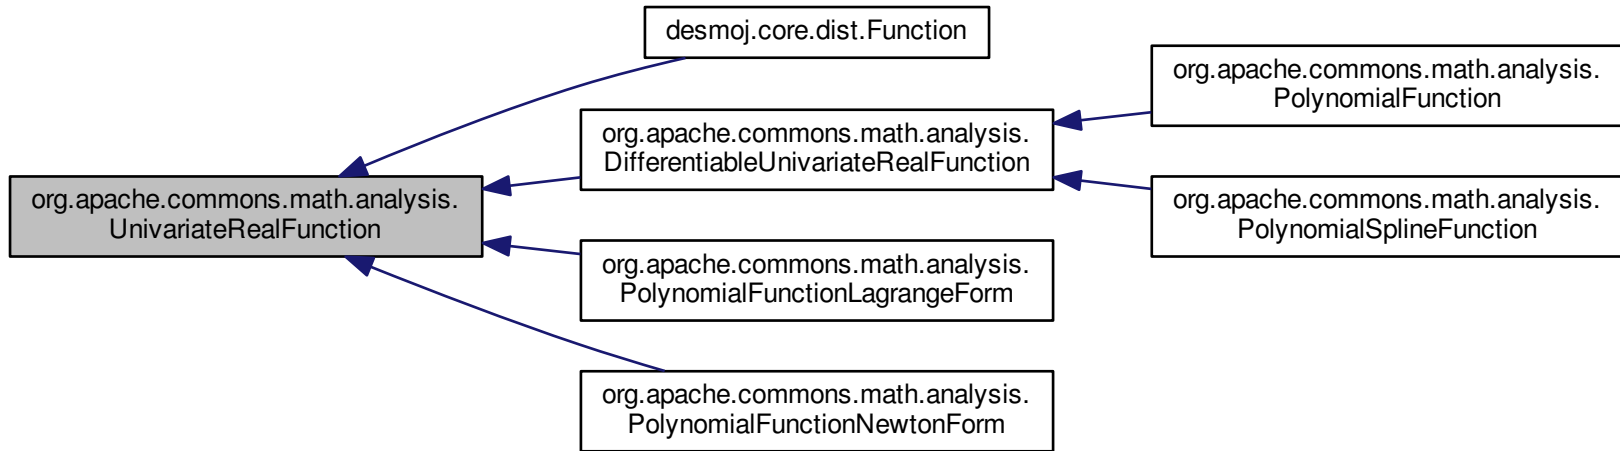 org.apache.commons.math.analysis.
UnivariateRealFunction
desmoj.core.dist.Function
org.apache.commons.math.analysis.
DifferentiableUnivariateRealFunction
org.apache.commons.math.analysis.
PolynomialFunctionLagrangeForm
org.apache.commons.math.analysis.
PolynomialFunctionNewtonForm
org.apache.commons.math.analysis.
PolynomialFunction
org.apache.commons.math.analysis.
PolynomialSplineFunction